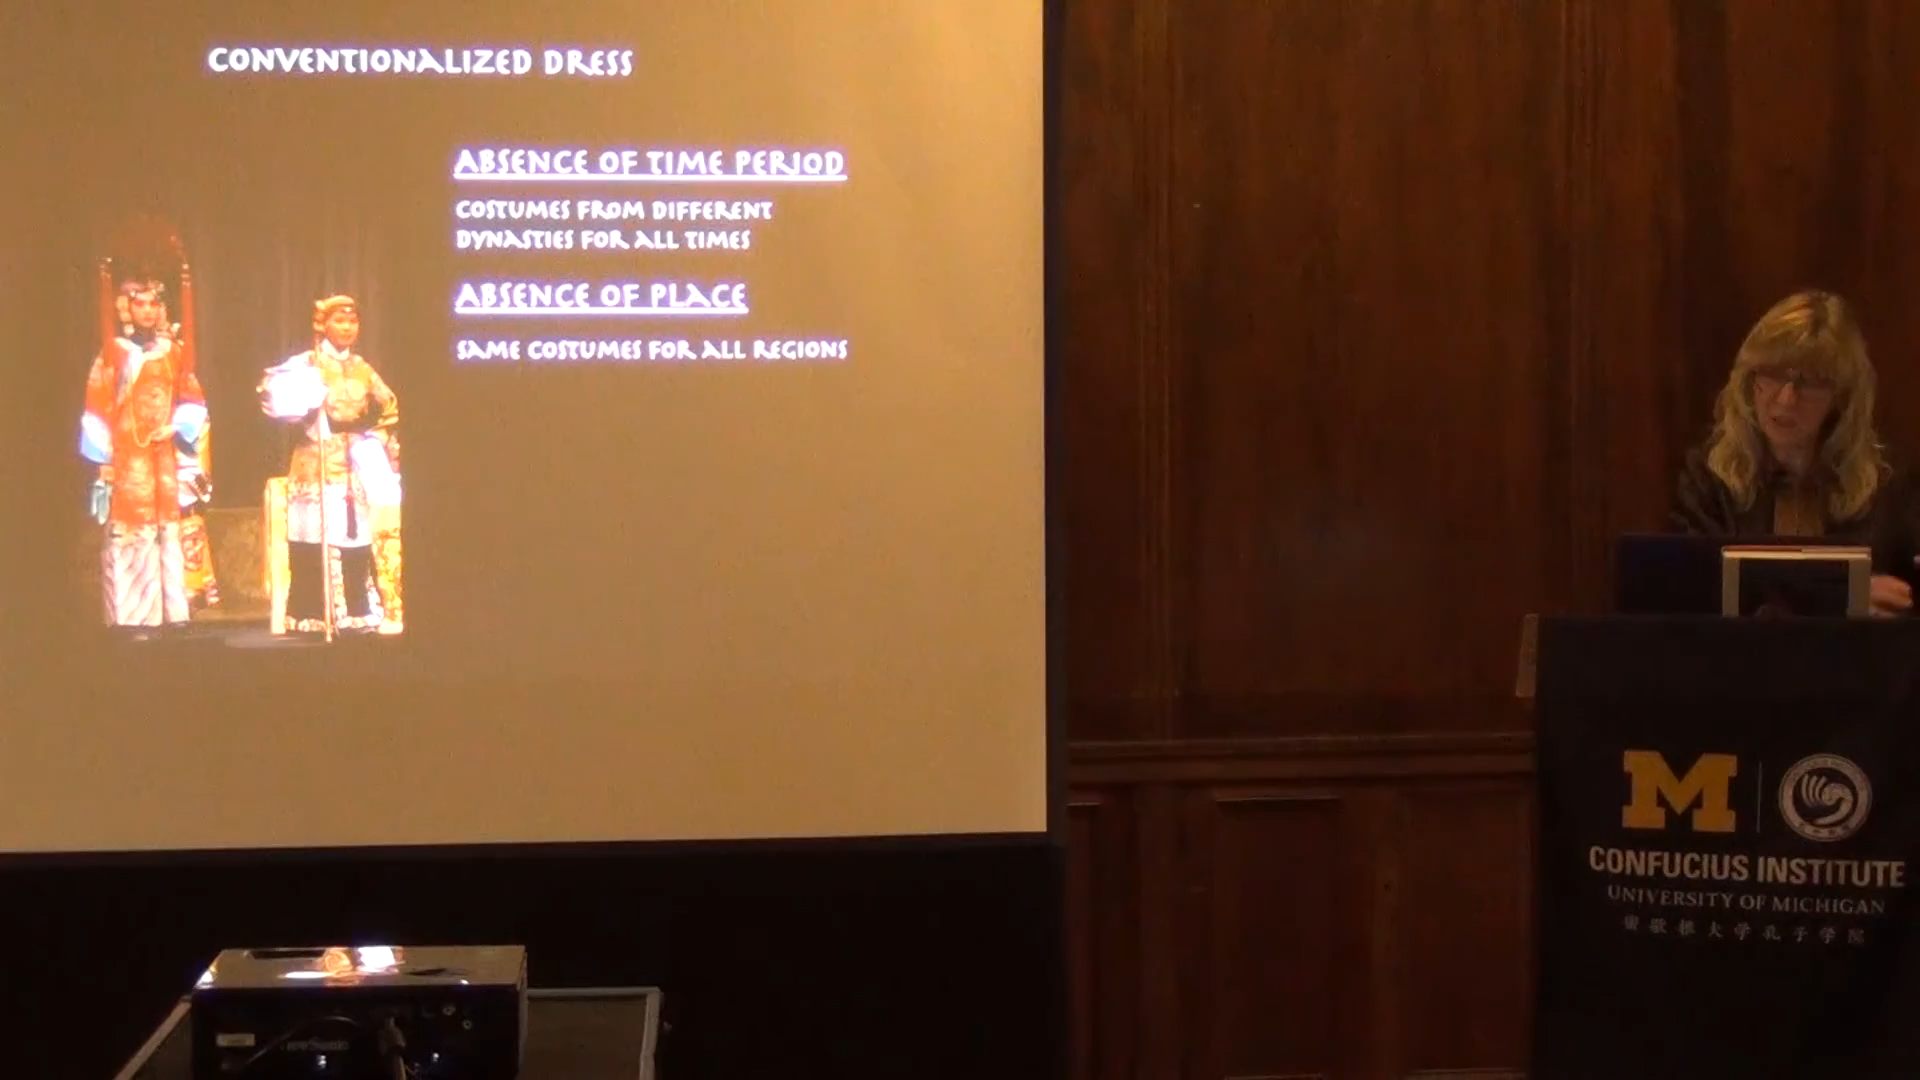 CONVENTIONALIZED DRESS
ABSENCE OF TIME PERIOD
COSTUMES FROM DIFFERENT
DYNASTIES FOR ALL TIMES
ABSENCE OF PLACE
SAME COSTUMES FOR ALL REGIONS
M
CONFUCIUS INSTITUTE
UNIVERSITY OF MICHIGAN
密歇根大学孔子学院